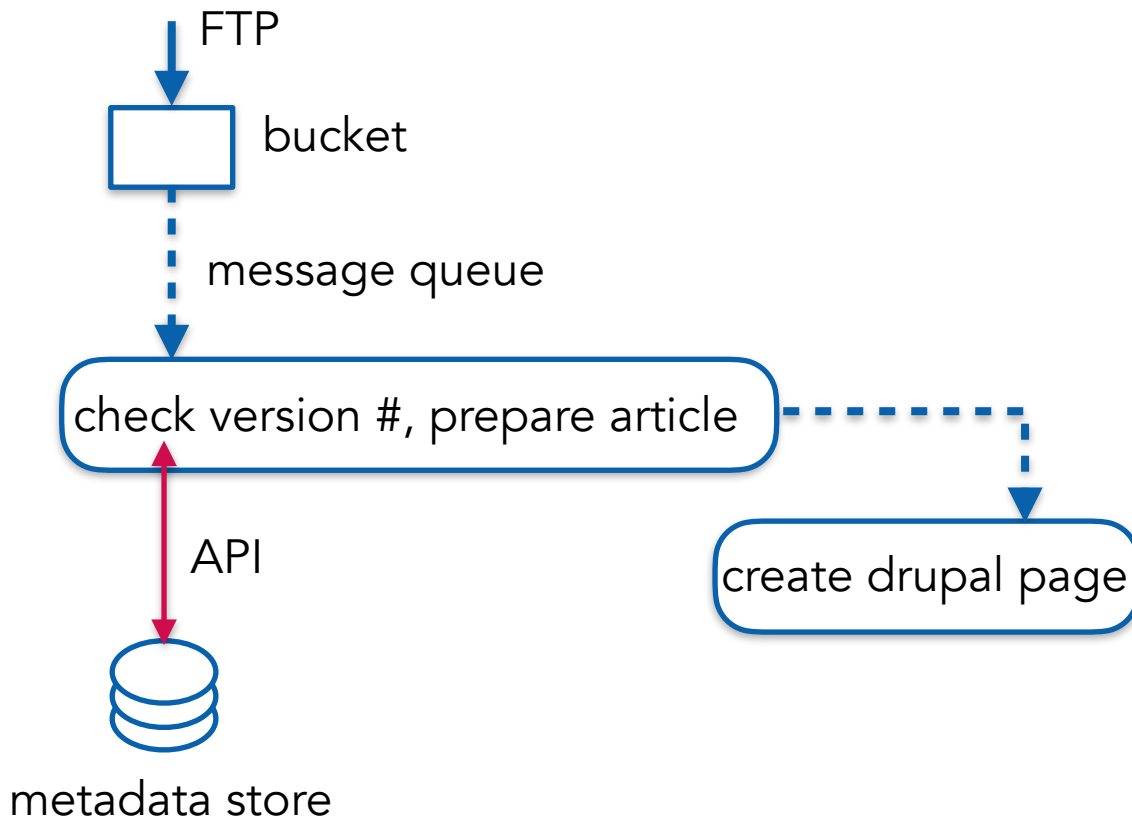 FTP
bucket
message queue
check version #, prepare article
API
create drupal page
metadata store